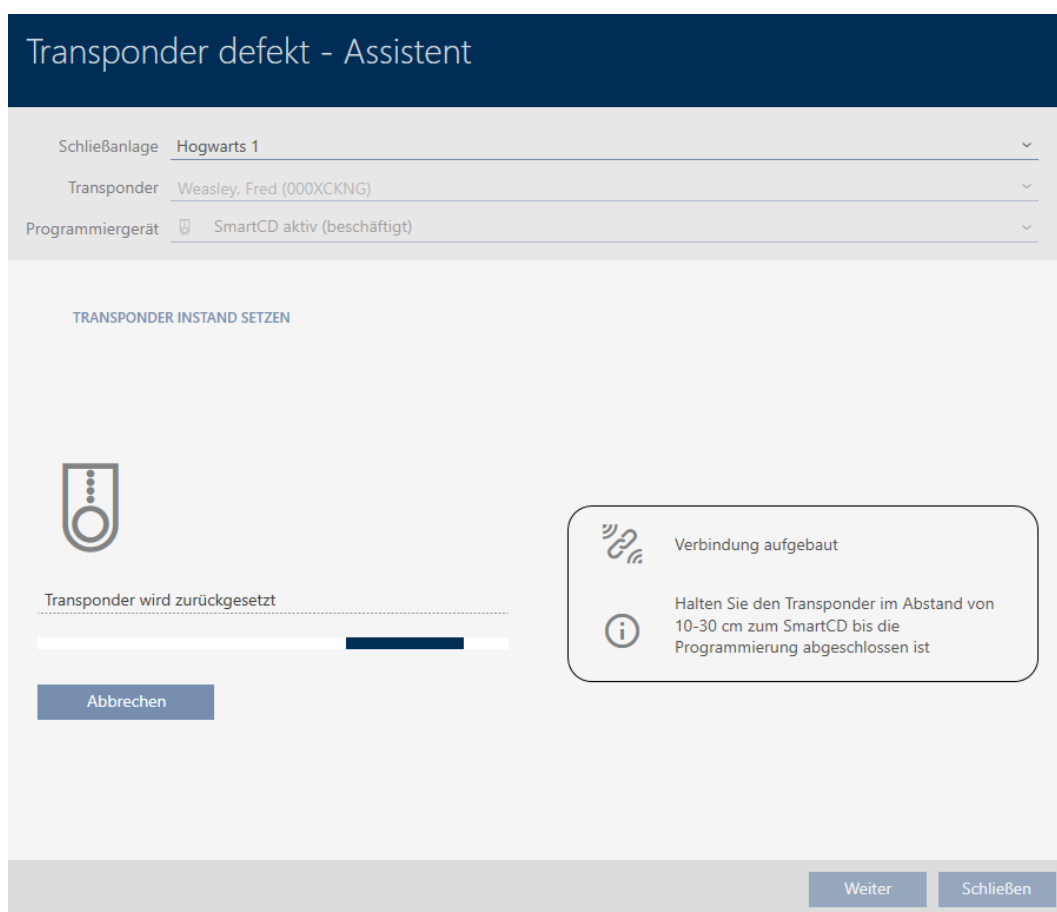 Transponder defekt - Assistent
Schließanlage Hogwarts 1
Transponder Weasley, Fred (000XCKNG)
Programmiergerät SmartCD aktiv (beschäftigt)
TRANSPONDER INSTAND SETZEN
Transponder wird zurückgesetzt
Abbrechen
Verbindung aufgebaut
Halten Sie den Transponder im Abstand von
10-30 cm zum SmartCD bis die
Programmierung abgeschlossen ist
Weiter Schließen